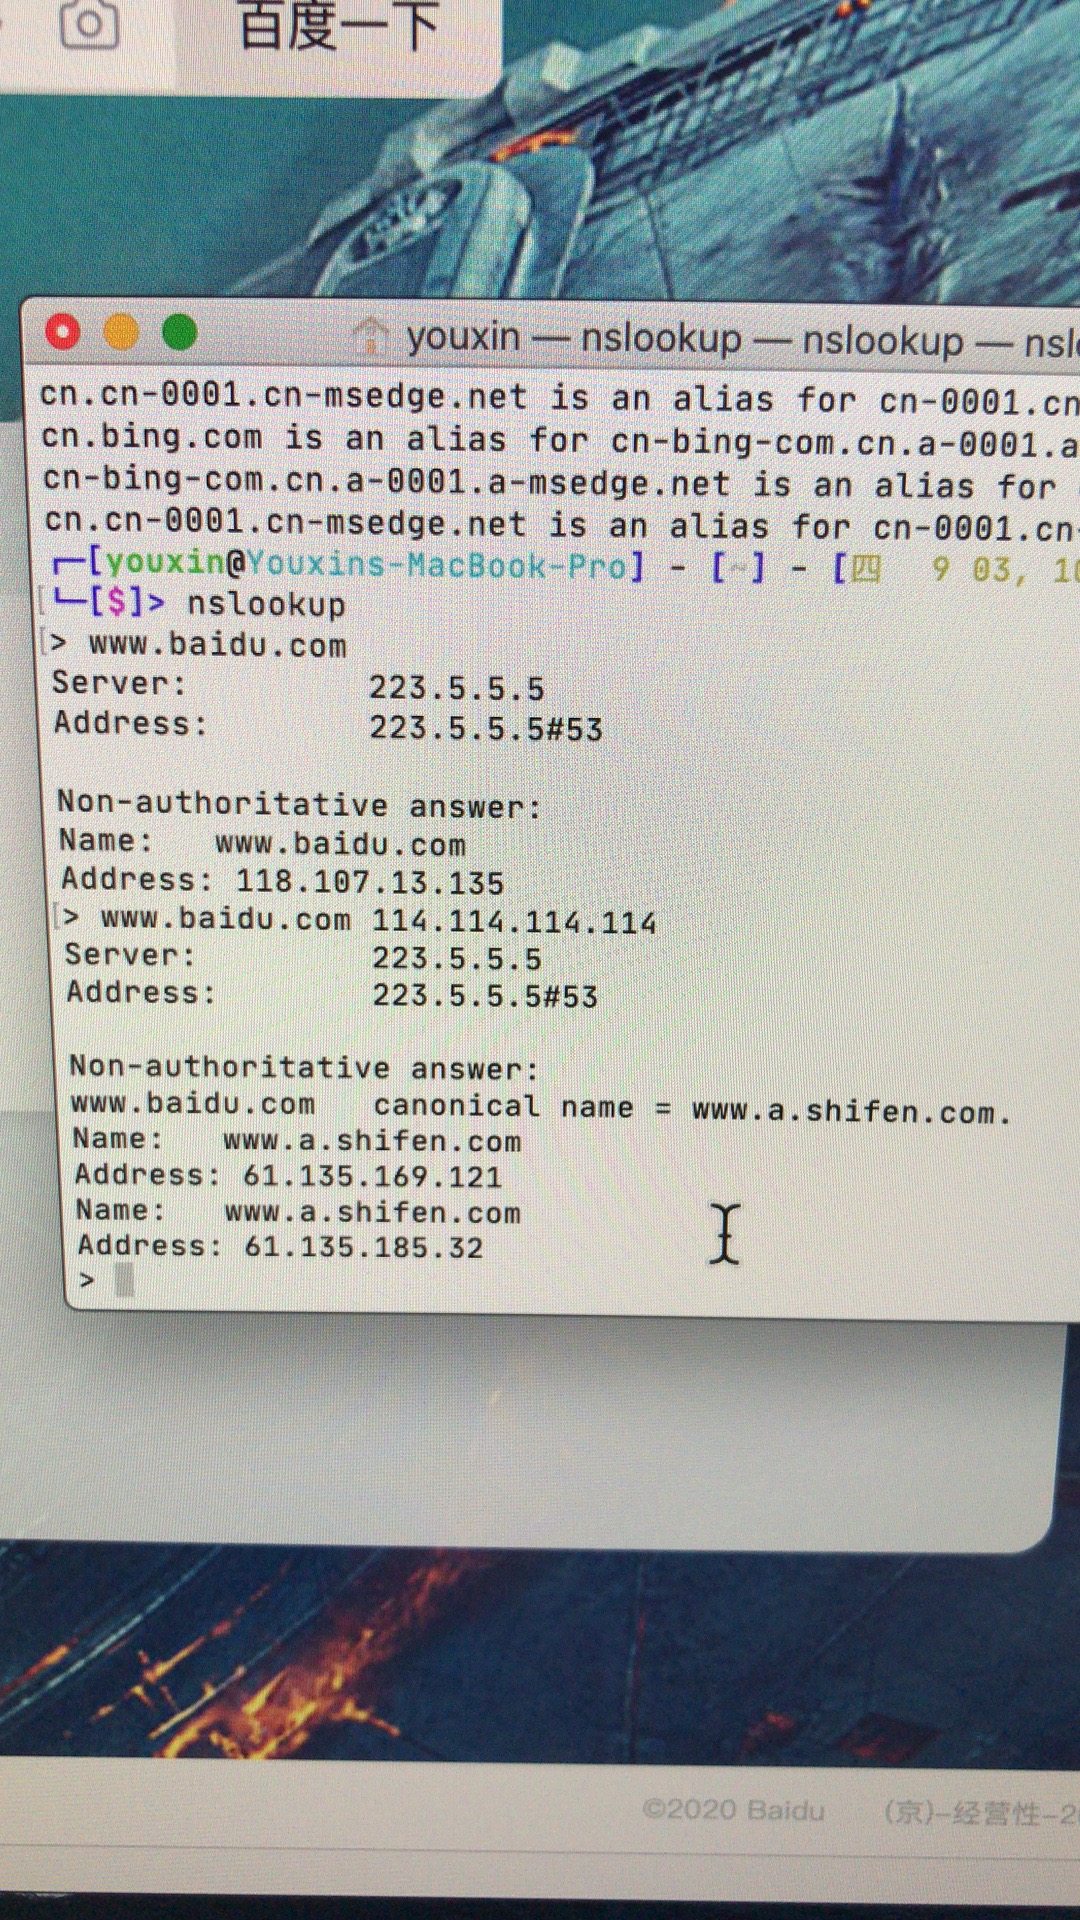 百度一下
youxin — nslookup — nslookup — nsl
cn.cn-0001.cn-msedge.net is an alias for cn-0001.cn
cn.bing.com is an alias for cn-bing-com.cn.a-0001.a
cn-bing-com.cn.a-0001.a-msedge.net is an alias for
cn.cn-0001.cn-msedge.net is an alias for cn-0001.cn-
┌─[youxin@Youxins-MacBook-Pro] - [~] - [四  9 03, 10
└─[$]> nslookup
> www.baidu.com
Server: 223.5.5.5
Address: 223.5.5.5#53
Non-authoritative answer:
Name: www.baidu.com
Address: 118.107.13.135
> www.baidu.com 114.114.114.114
Server: 223.5.5.5
Address: 223.5.5.5#53
Non-authoritative answer:
www.baidu.com canonical name = www.a.shifen.com.
Name: www.a.shifen.com
Address: 61.135.169.121
Name: www.a.shifen.com
Address: 61.135.185.32
>
©2020 Baidu (京)-经营性-2